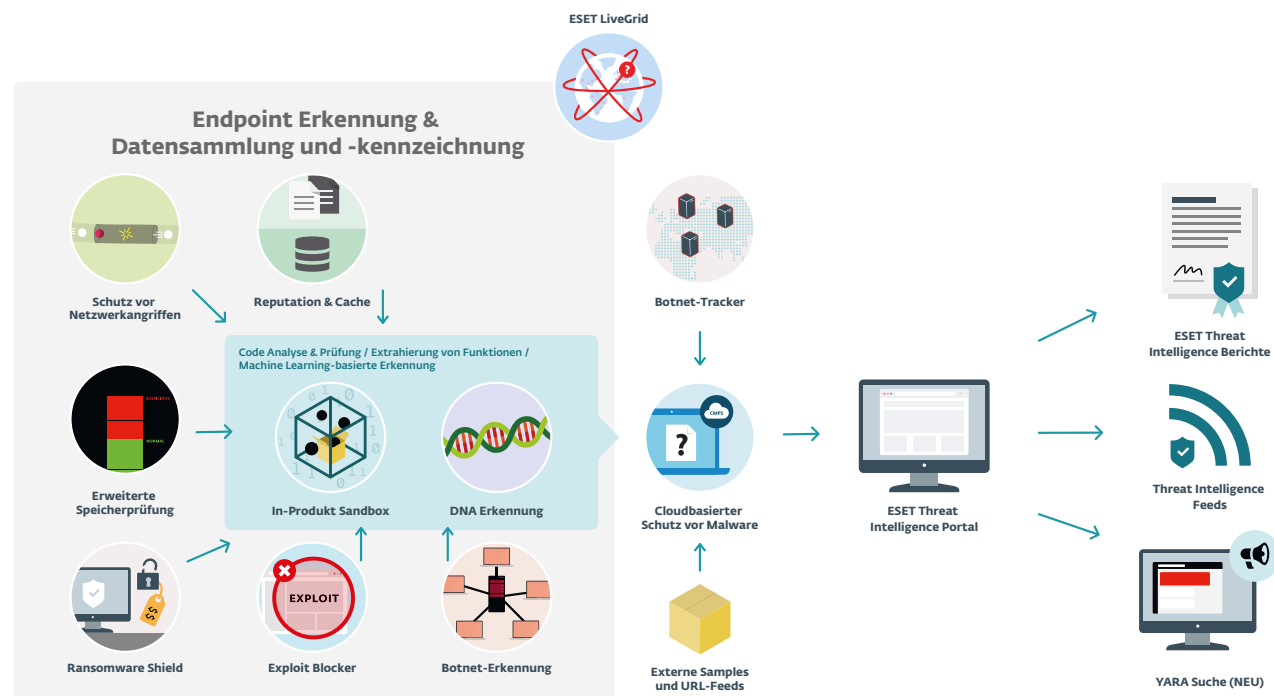 ESET LiveGrid
Endpoint Erkennung &
Datensammlung und -kennzeichnung
Schutz vor
Netzwerkangriffen
Reputation & Cache
Botnet-Tracker
ESET Threat
Intelligence Berichte
Code Analyse & Prüfung / Extrahierung von Funktionen /
Machine Learning-basierte Erkennung
SUSPICIOUS
NORMAL
Erweiterte
Speicherprüfung
In-Produkt Sandbox
DNA Erkennung
CMPS
?
Cloudbasierter
Schutz vor Malware
ESET Threat
Intelligence Portal
Threat Intelligence
Feeds
$$
Ransomware Shield
EXPLOIT
Exploit Blocker
Botnet-Erkennung
Externe Samples
und URL-Feeds
YARA Suche (NEU)